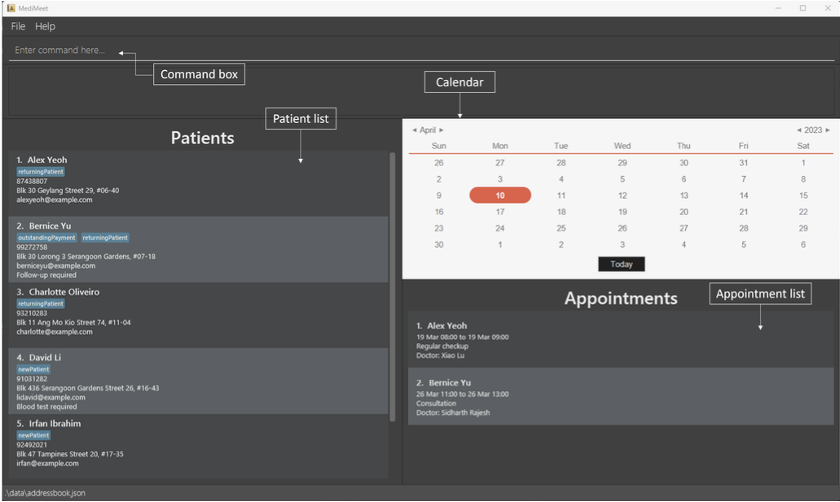 MediMeet
File Help
Enter command here...
Command box
Calendar
Patient list
Patients
1. Alex Yeoh
returningPatient
87438807
Blk 30 Geylang Street 29, #06-40
alexyeoh@example.com
2. Bernice Yu
outstandingPayment returningPatient
99272758
Blk 30 Lorong 3 Serangoon Gardens, #07-18
berniceyu@example.com
Follow-up required
3. Charlotte Oliveiro
returningPatient
93210283
Blk 11 Ang Mo Kio Street 74, #11-04
charlotte@example.com
4. David Li
newPatient
91031282
Blk 436 Serangoon Gardens Street 26, #16-43
lidavid@example.com
Blood test required
5. Irfan Ibrahim
newPatient
92492021
Blk 47 Tampines Street 20, #17-35
irfan@example.com
April 2023
Sun Mon Tue Wed Thu Fri Sat
26 27 28 29 30 31 1
2 3 4 5 6 7 8
9 10 11 12 13 14 15
16 17 18 19 20 21 22
23 24 25 26 27 28 29
30 1 2 3 4 5 6
Today
Appointments
Appointment list
1. Alex Yeoh
19 Mar 08:00 to 19 Mar 09:00
Regular checkup
Doctor: Xiao Lu
2. Bernice Yu
26 Mar 11:00 to 26 Mar 13:00
Consultation
Doctor: Sidharth Rajesh
.\data\addressbook.json